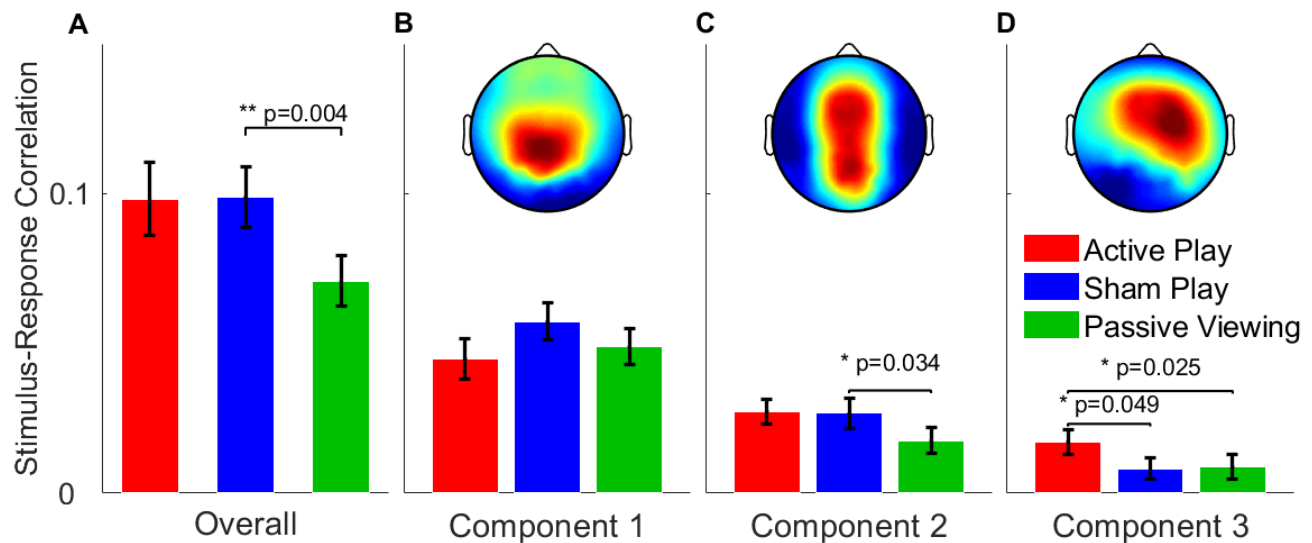 A
B
C
D
Stimulus-Response Correlation
0.1
0
** p=0.004
* p=0.034
Active Play
Sham Play
Passive Viewing
* p=0.025
* p=0.049
Overall
Component 1
Component 2
Component 3